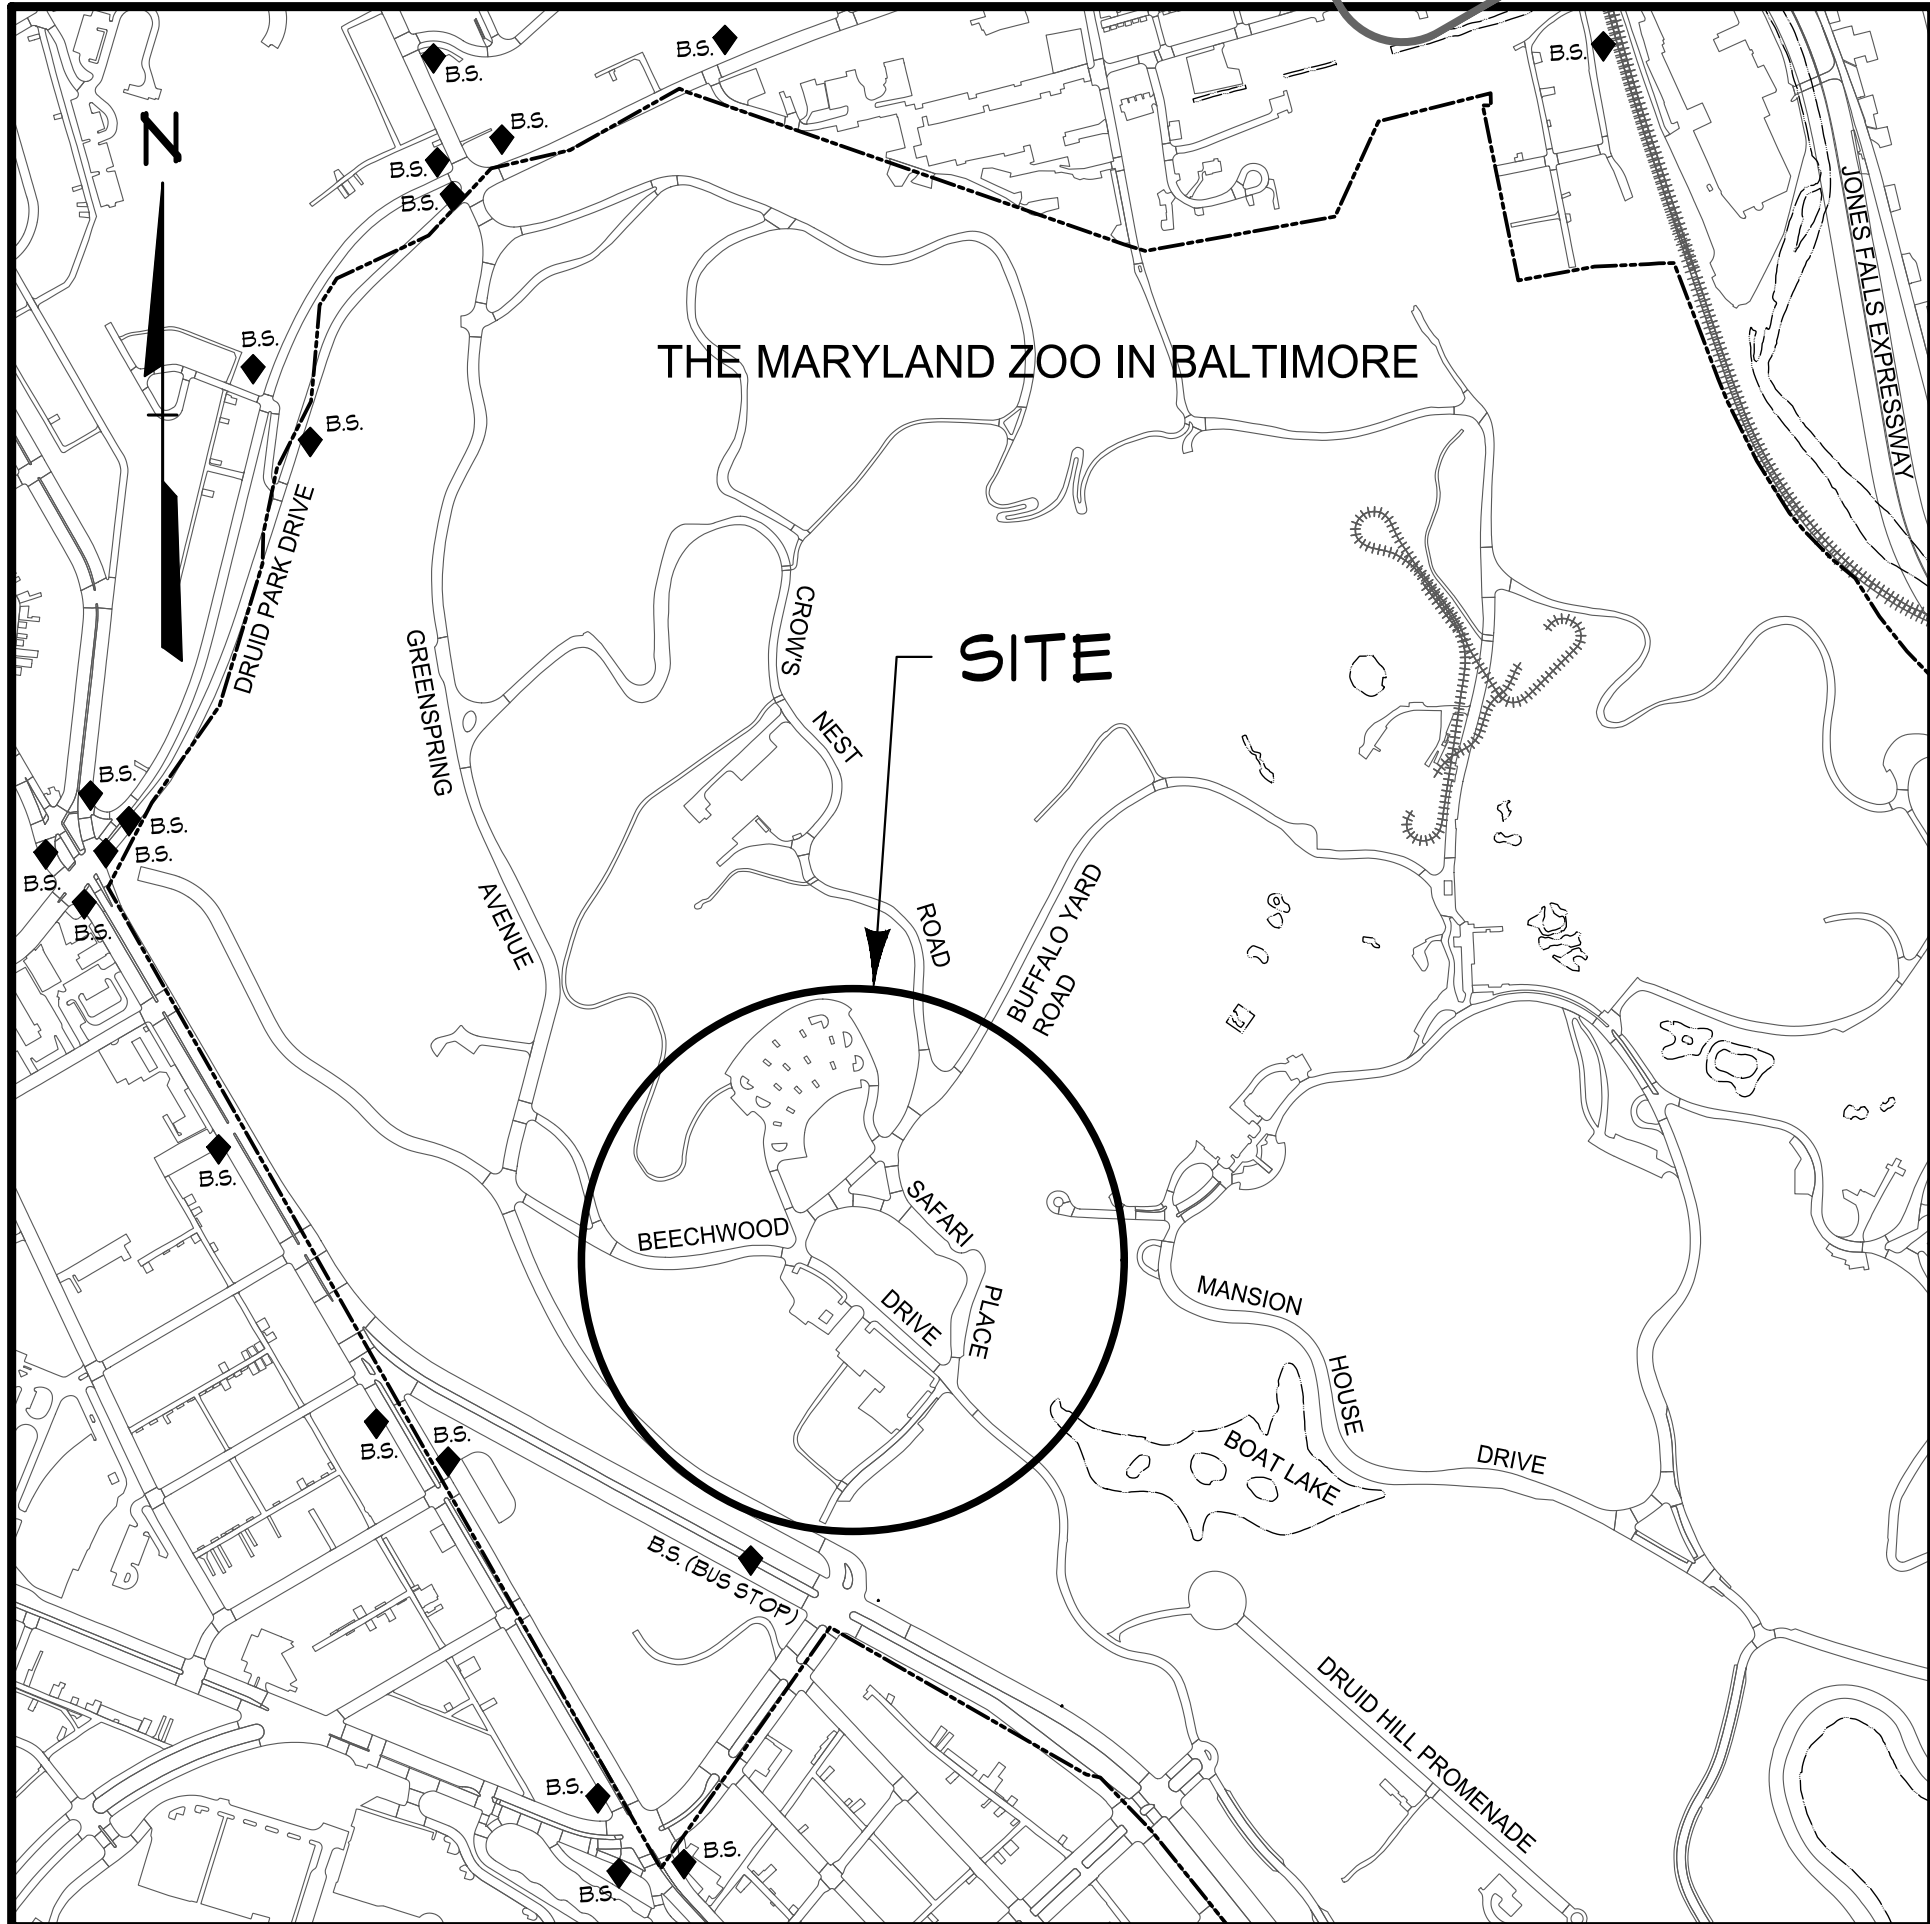 B.S.
B.S.
B.S.
B.S.
N
B.S.
B.S.
JONES FALLS EXPRESSWAY
B.S.
THE MARYLAND ZOO IN BALTIMORE
B.S.
DRUID PARK DRIVE
CROW'S
NEST
ROAD
SITE
GREENSPRING
AVENUE
B.S.
B.S.
B.S.
B.S.
B.S.
BUFFALO YARD
ROAD
B.S.
SAFARI
PLACE
BEECHWOOD
DRIVE
MANSION
HOUSE
DRIVE
B.S.
B.S.
BOAT LAKE
B.S. (BUS STOP)
DRUID HILL PROMENADE
B.S.
B.S.
B.S.